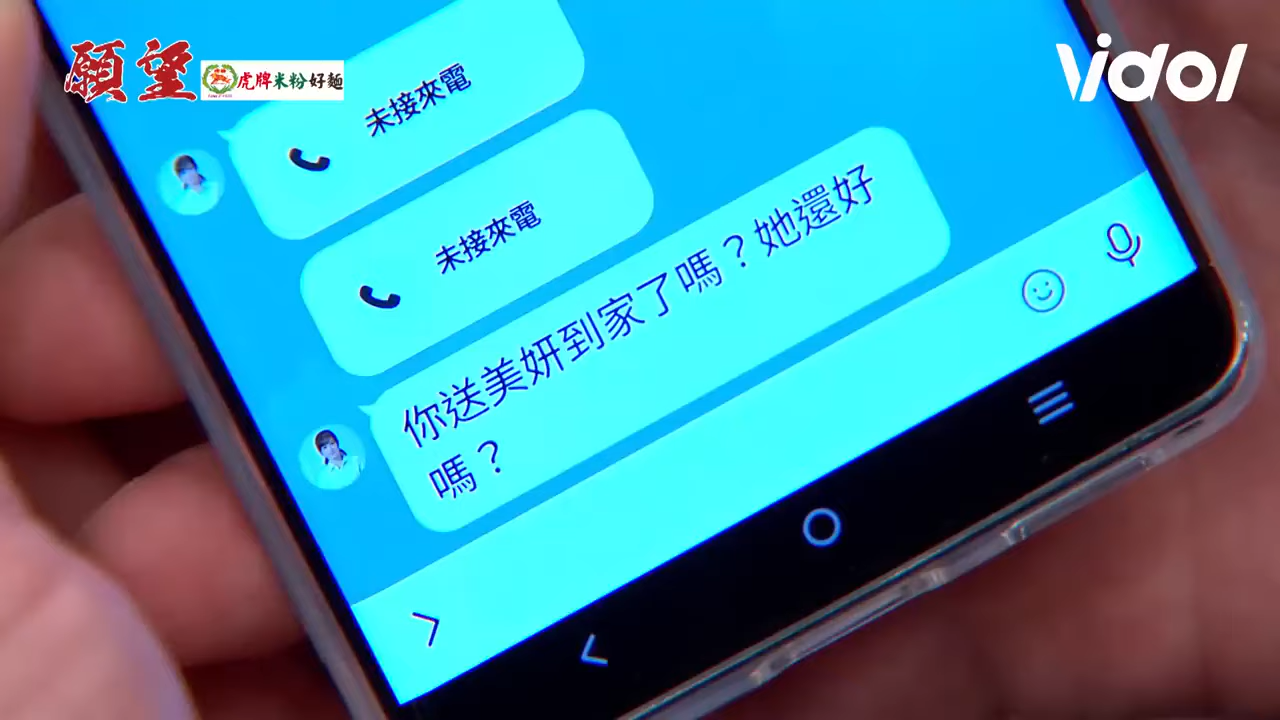 願望
虎牌米粉好麵
vidol
未接來電
未接來電
你送美妍到家了嗎？她還好
嗎？